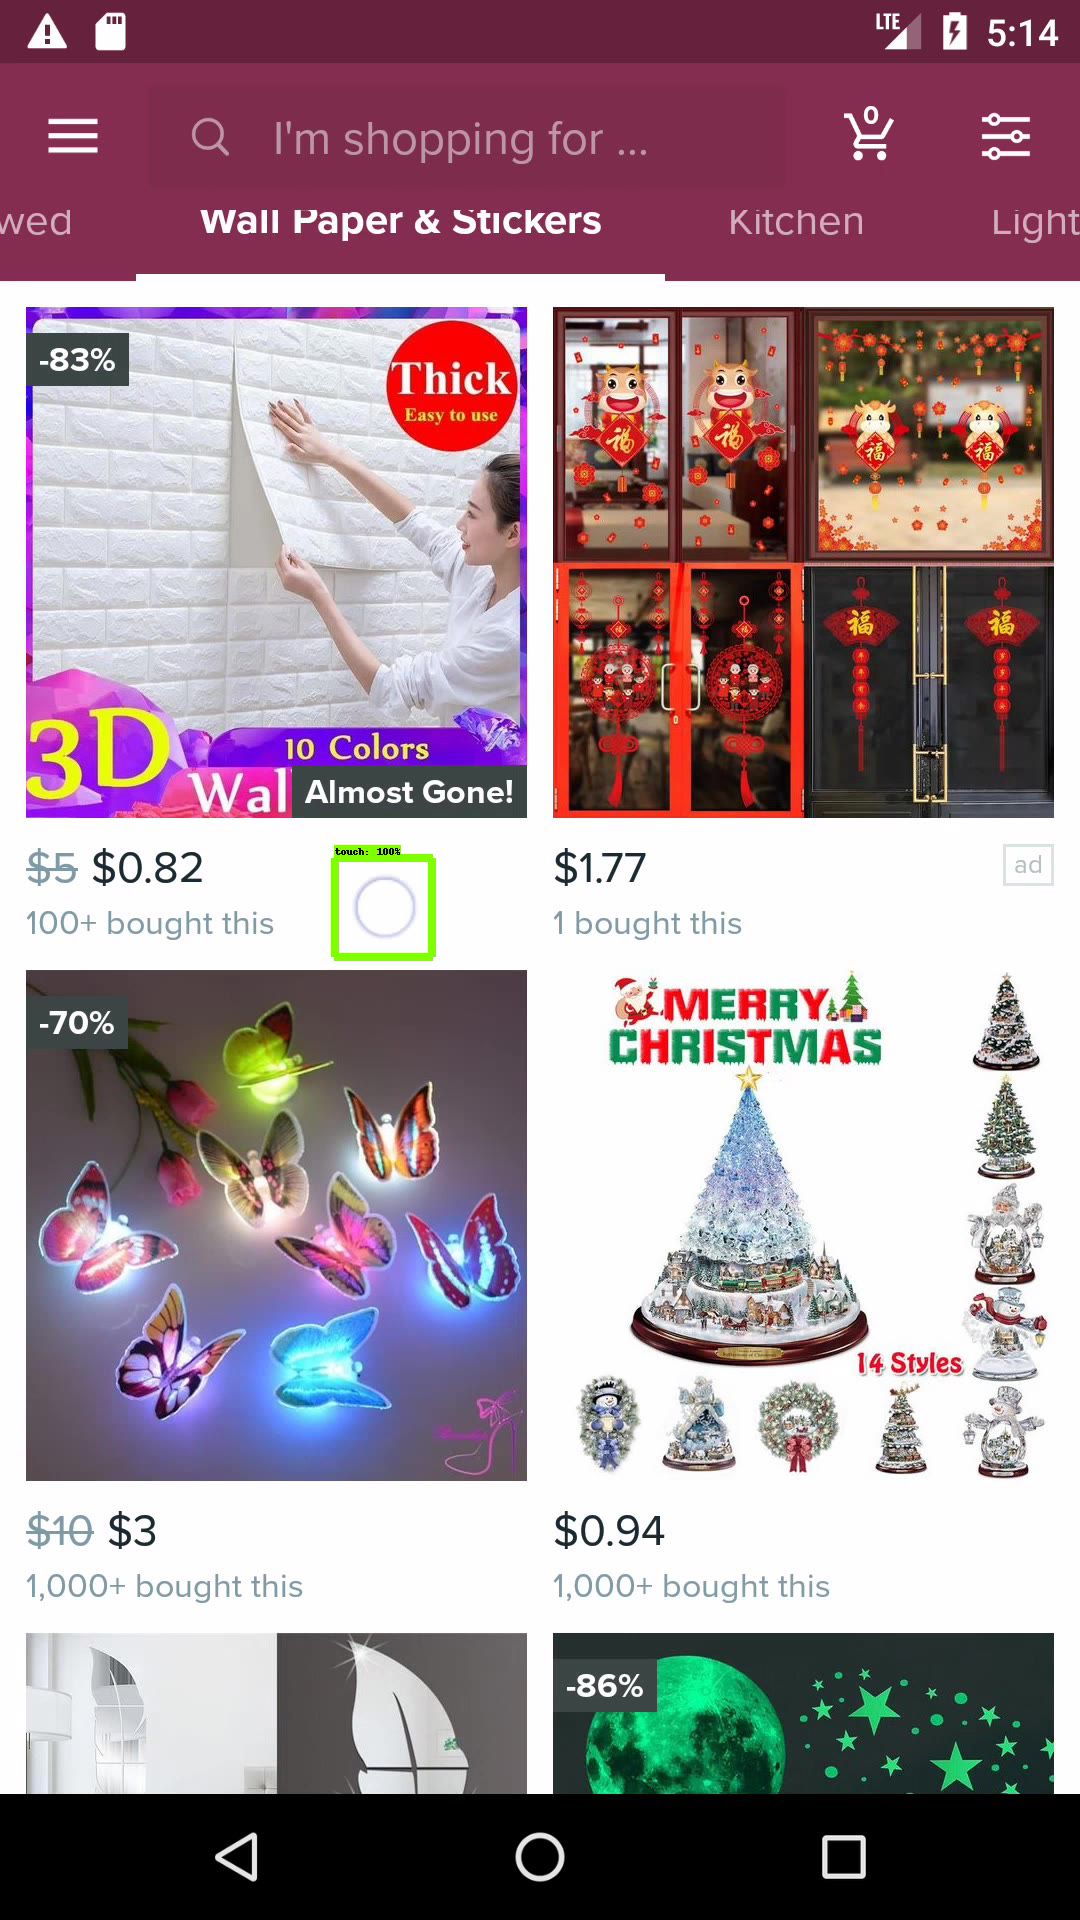 LTE 5:14
I'm shopping for ...
0
wed Wall Paper & Stickers Kitchen Light
-83%
Thick
Easy to use
3D
10 Colors
Wal
Almost Gone!
福 福 福 福
福 福
touch: 100%
$5 $0.82
100+ bought this
$1.77
ad
1 bought this
-70%
MERRY
CHRISTMAS
14 Styles
$10 $3
1,000+ bought this
$0.94
1,000+ bought this
-86%